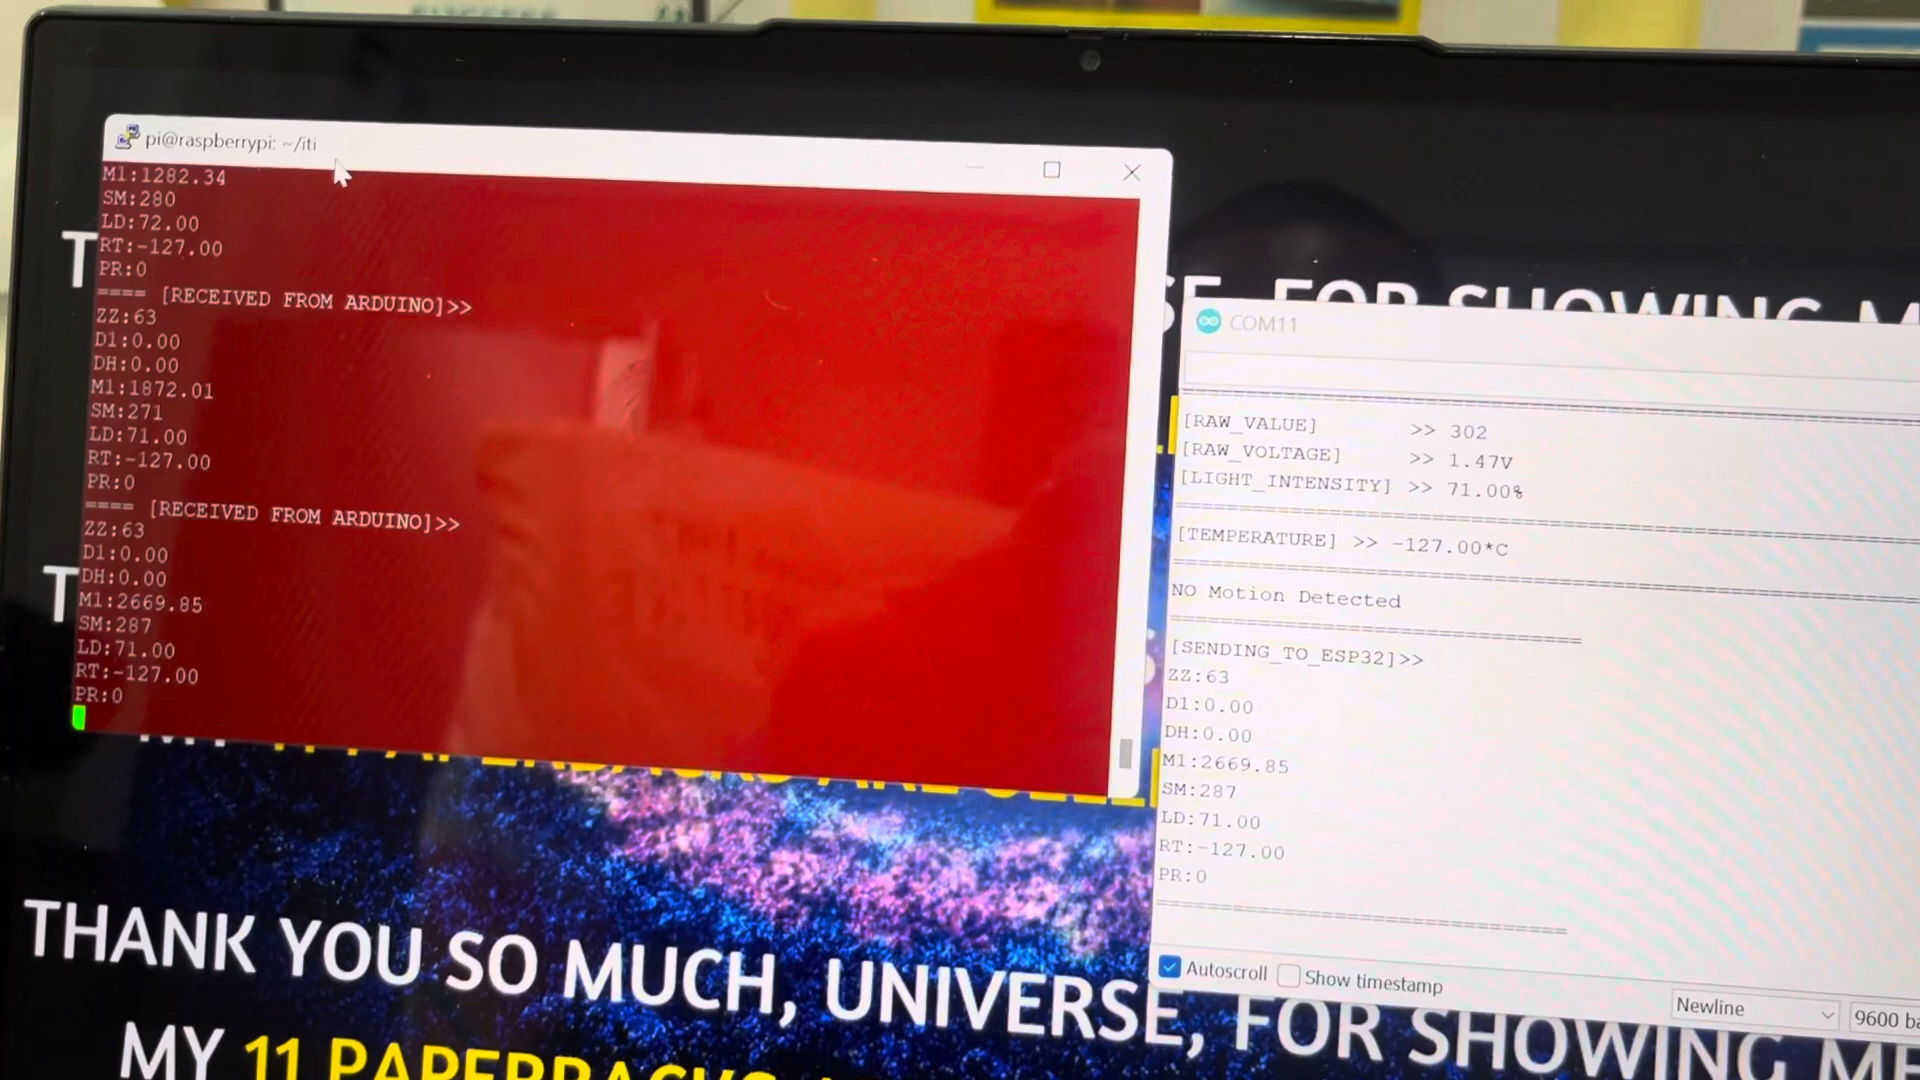 pi@raspberrypi: ~/iti
M1:1282.34
SM:280
LD:72.00
RT:-127.00
PR:0
==== [RECEIVED FROM ARDUINO]>>
ZZ:63
D1:0.00
DH:0.00
M1:1872.01
SM:271
LD:71.00
RT:-127.00
PR:0
==== [RECEIVED FROM ARDUINO]>>
ZZ:63
D1:0.00
DH:0.00
M1:2669.85
SM:287
LD:71.00
RT:-127.00
PR:0
COM11
[RAW_VALUE] >> 302
[RAW_VOLTAGE] >> 1.47V
[LIGHT_INTENSITY] >> 71.00%
[TEMPERATURE] >> -127.00*C
NO Motion Detected
[SENDING_TO_ESP32]>>
ZZ:63
D1:0.00
DH:0.00
M1:2669.85
SM:287
LD:71.00
RT:-127.00
PR:0
Autoscroll Show timestamp
Newline
9600 ba
FOR SHOWING M
THANK YOU SO MUCH, UNIVERSE, FOR SHOWING ME
MY 11 PAPERBACKS